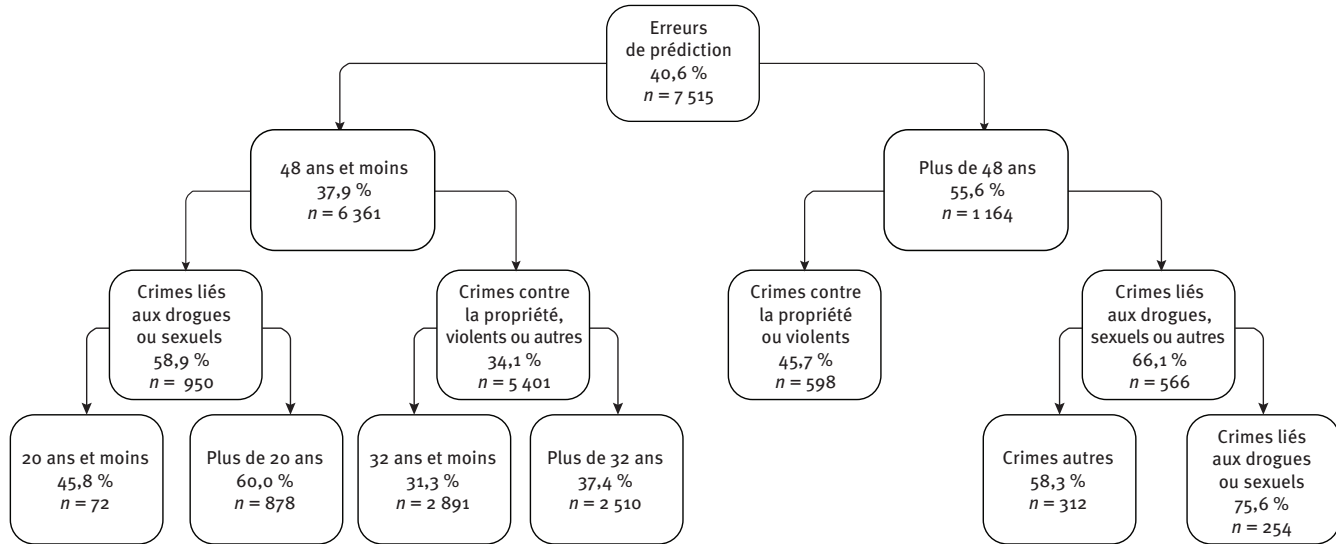 Erreurs
de prédiction
40,6 %
n = 7 515
48 ans et moins
37,9 %
n = 6 361
Plus de 48 ans
55,6 %
n = 1 164
Crimes liés
aux drogues
ou sexuels
58,9 %
n = 950
Crimes contre
la propriété,
violents ou autres
34,1 %
n = 5 401
Crimes contre
la propriété
ou violents
45,7 %
n = 598
Crimes liés
aux drogues,
sexuels ou autres
66,1 %
n = 566
20 ans et moins
45,8 %
n = 72
Plus de 20 ans
60,0 %
n = 878
32 ans et moins
31,3 %
n = 2 891
Plus de 32 ans
37,4 %
n = 2 510
Crimes autres
58,3 %
n = 312
Crimes liés
aux drogues
ou sexuels
75,6 %
n = 254